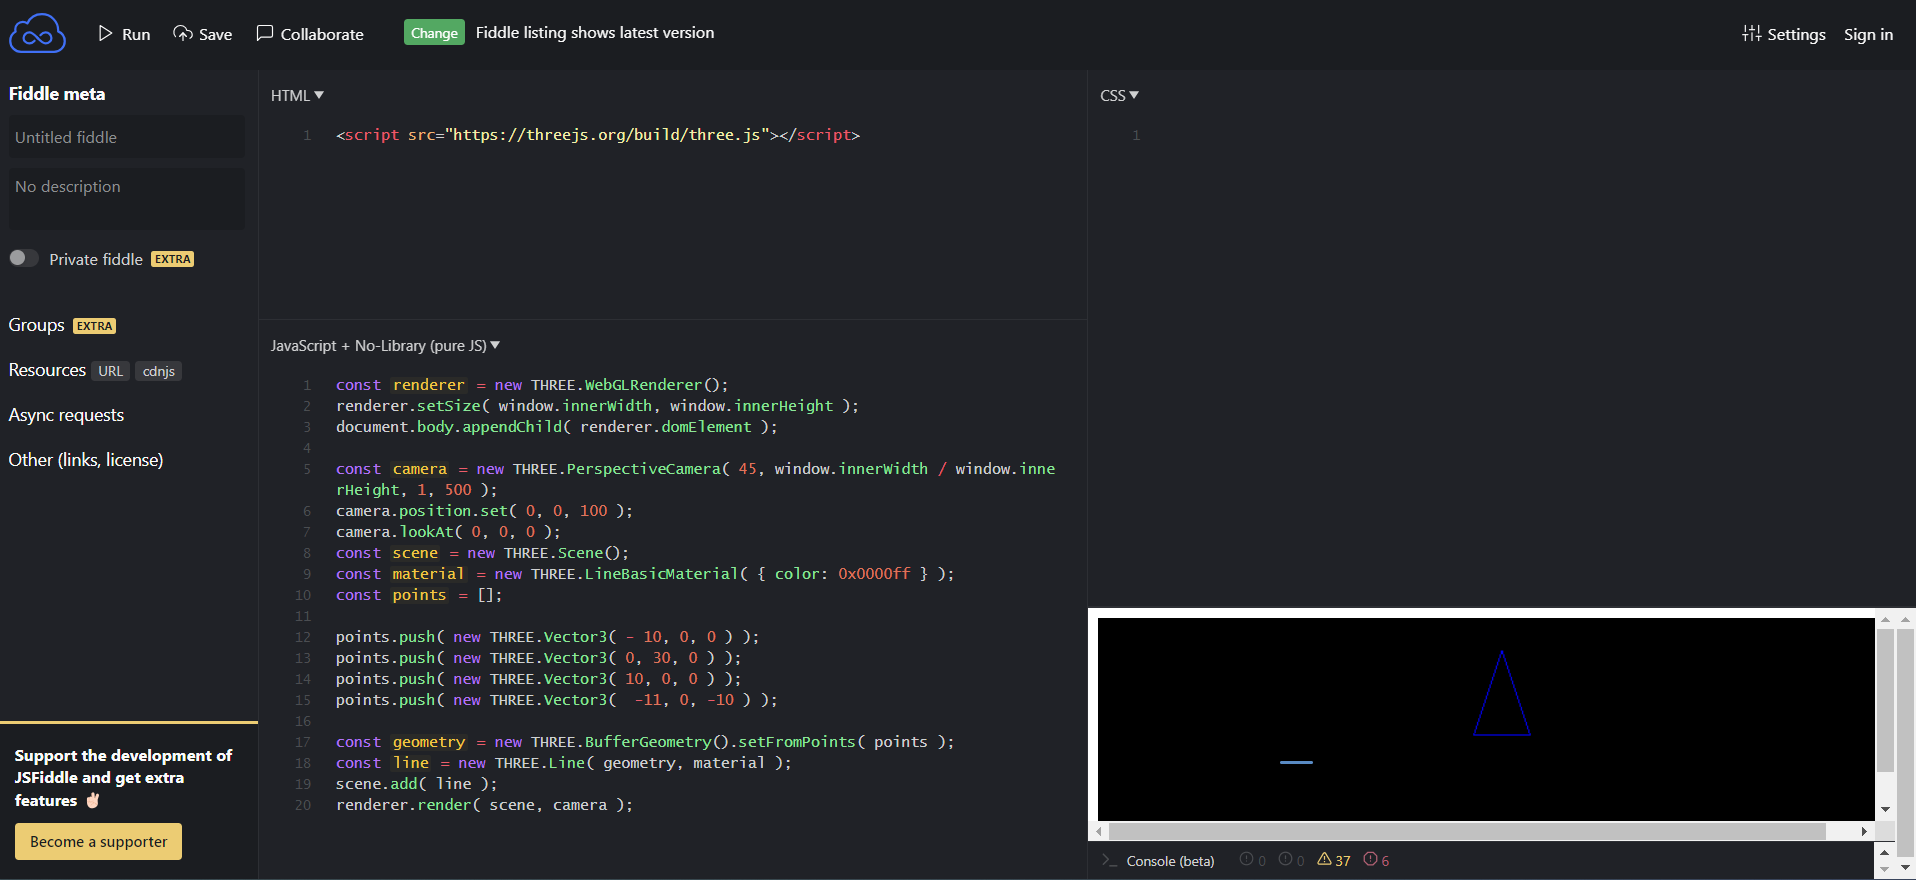 Run Save Collaborate Change Fiddle listing shows latest version Settings Sign in
Fiddle meta
Untitled fiddle
No description
Private fiddle EXTRA
Groups EXTRA
Resources URL cdnjs
Async requests
Other (links, license)
Support the development of
JSFiddle and get extra
features ✌🏻
Become a supporter
HTML ▼
1 <script src="https://threejs.org/build/three.js"></script>
JavaScript + No-Library (pure JS) ▼
1 const renderer = new THREE.WebGLRenderer();
2 renderer.setSize( window.innerWidth, window.innerHeight );
3 document.body.appendChild( renderer.domElement );
4
5 const camera = new THREE.PerspectiveCamera( 45, window.innerWidth / window.inne
rHeight, 1, 500 );
6 camera.position.set( 0, 0, 100 );
7 camera.lookAt( 0, 0, 0 );
8 const scene = new THREE.Scene();
9 const material = new THREE.LineBasicMaterial( { color: 0x0000ff } );
10 const points = [];
11
12 points.push( new THREE.Vector3( - 10, 0, 0 ) );
13 points.push( new THREE.Vector3( 0, 30, 0 ) );
14 points.push( new THREE.Vector3( 10, 0, 0 ) );
15 points.push( new THREE.Vector3(  -11, 0, -10 ) );
16
17 const geometry = new THREE.BufferGeometry().setFromPoints( points );
18 const line = new THREE.Line( geometry, material );
19 scene.add( line );
20 renderer.render( scene, camera );
CSS ▼
1
Console (beta) 0 0 37 6